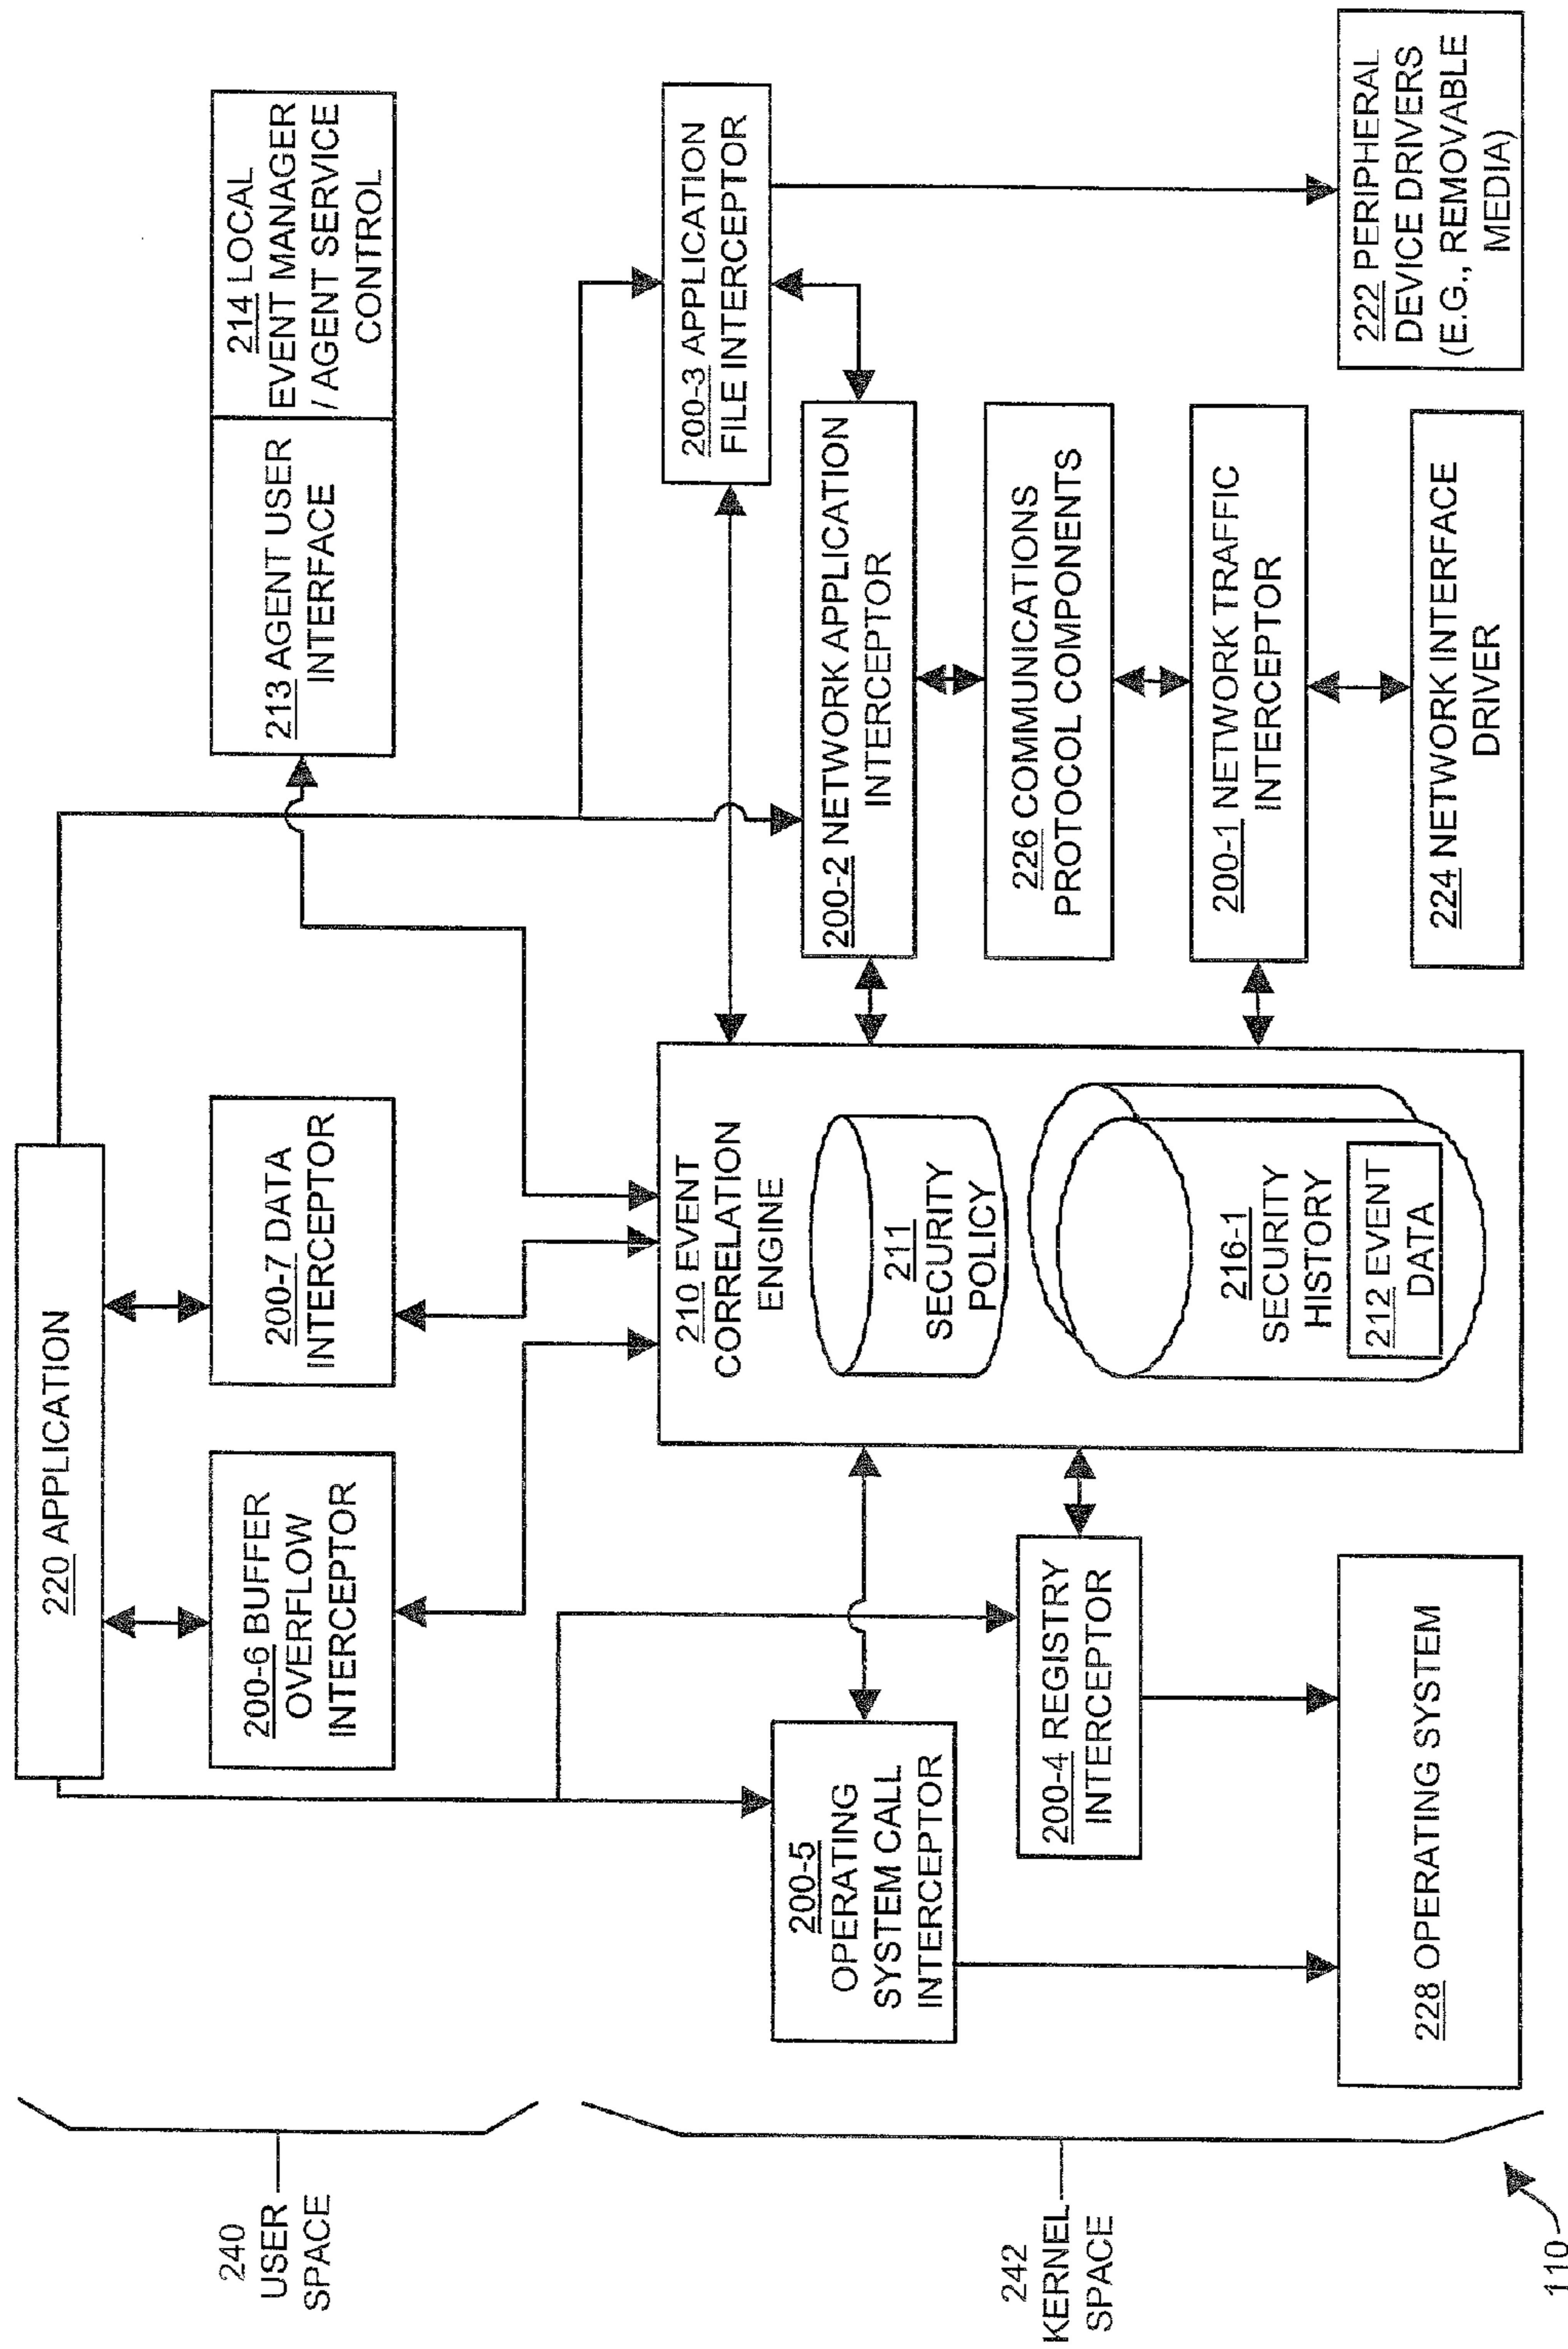 220 APPLICATION
200-6 BUFFER
OVERFLOW
INTERCEPTOR
200-7 DATA
INTERCEPTOR
213 AGENT USER
INTERFACE
214 LOCAL
EVENT MANAGER
/ AGENT SERVICE
CONTROL
240
USER
SPACE
200-5
OPERATING
SYSTEM CALL
INTERCEPTOR
200-4 REGISTRY
INTERCEPTOR
228 OPERATING SYSTEM
210 EVENT
CORRELATION
ENGINE
211
SECURITY
POLICY
216-1
SECURITY
HISTORY
212 EVENT
DATA
200-3 APPLICATION
FILE INTERCEPTOR
200-2 NETWORK APPLICATION
INTERCEPTOR
226 COMMUNICATIONS
PROTOCOL COMPONENTS
200-1 NETWORK TRAFFIC
INTERCEPTOR
224 NETWORK INTERFACE
DRIVER
222 PERIPHERAL
DEVICE DRIVERS
(E.G., REMOVABLE
MEDIA)
242
KERNEL
SPACE
110